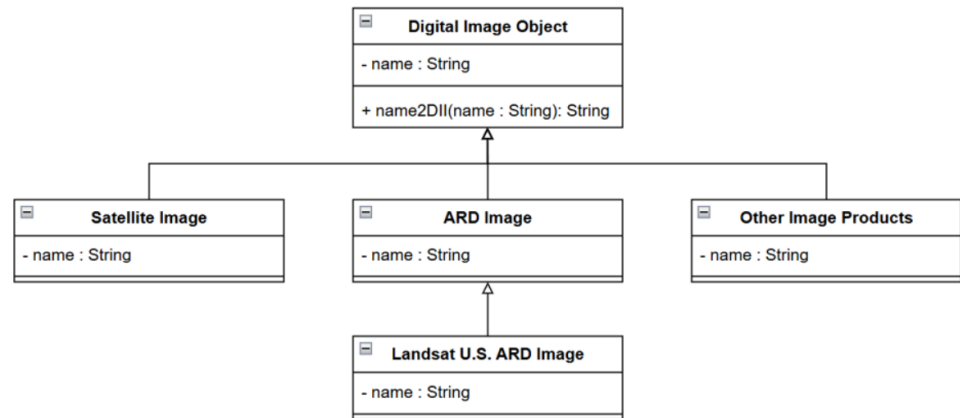 Digital Image Object
- name : String
+ name2DII(name : String): String
Satellite Image
- name : String
ARD Image
- name : String
Other Image Products
- name : String
Landsat U.S. ARD Image
- name : String